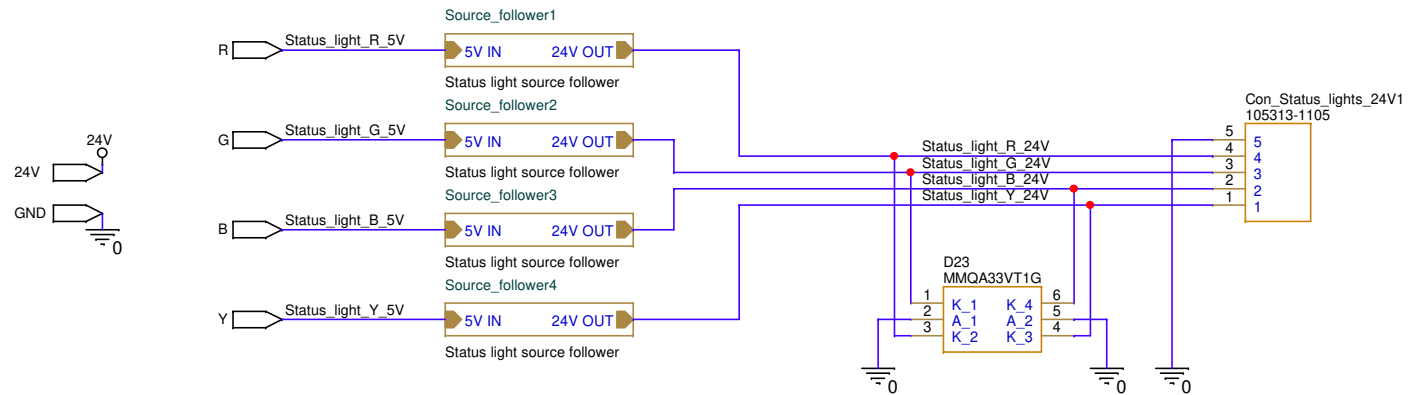 Source_follower1
R
Status_light_R_5V
5V IN
24V OUT
Status light source follower
Source_follower2
G
Status_light_G_5V
5V IN
24V OUT
Status light source follower
Source_follower3
B
Status_light_B_5V
5V IN
24V OUT
Status light source follower
Source_follower4
Y
Status_light_Y_5V
5V IN
24V OUT
Status light source follower
24V
24V
GND
0
Status_light_R_24V
Status_light_G_24V
Status_light_B_24V
Status_light_Y_24V
Con_Status_lights_24V1
105313-1105
5 5
4 4
3 3
2 2
1 1
D23
MMQA33VT1G
1 K_1 K_4 6
2 A_1 A_2 5
3 K_2 K_3 4
0
0
0